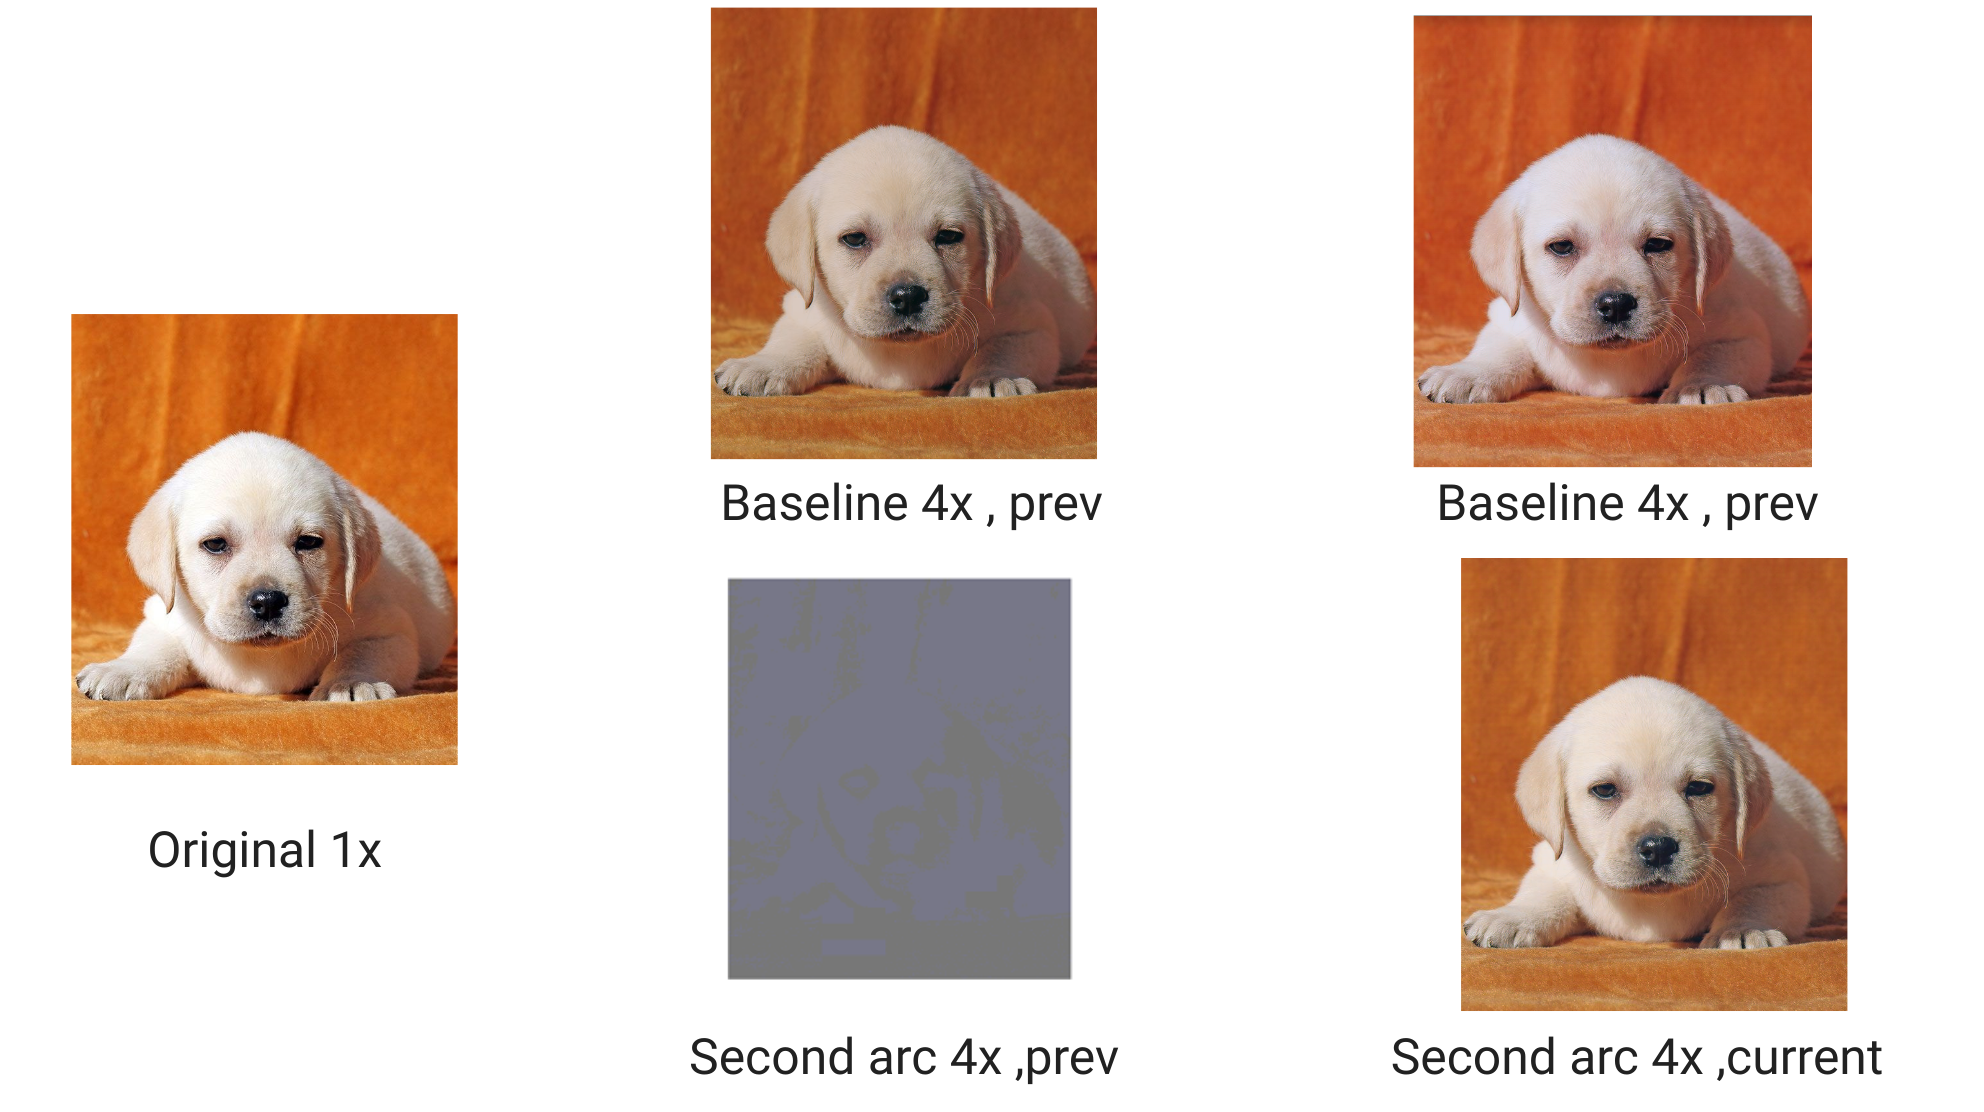 Baseline 4x , prev
Baseline 4x , prev
Original 1x
Second arc 4x ,prev
Second arc 4x ,current